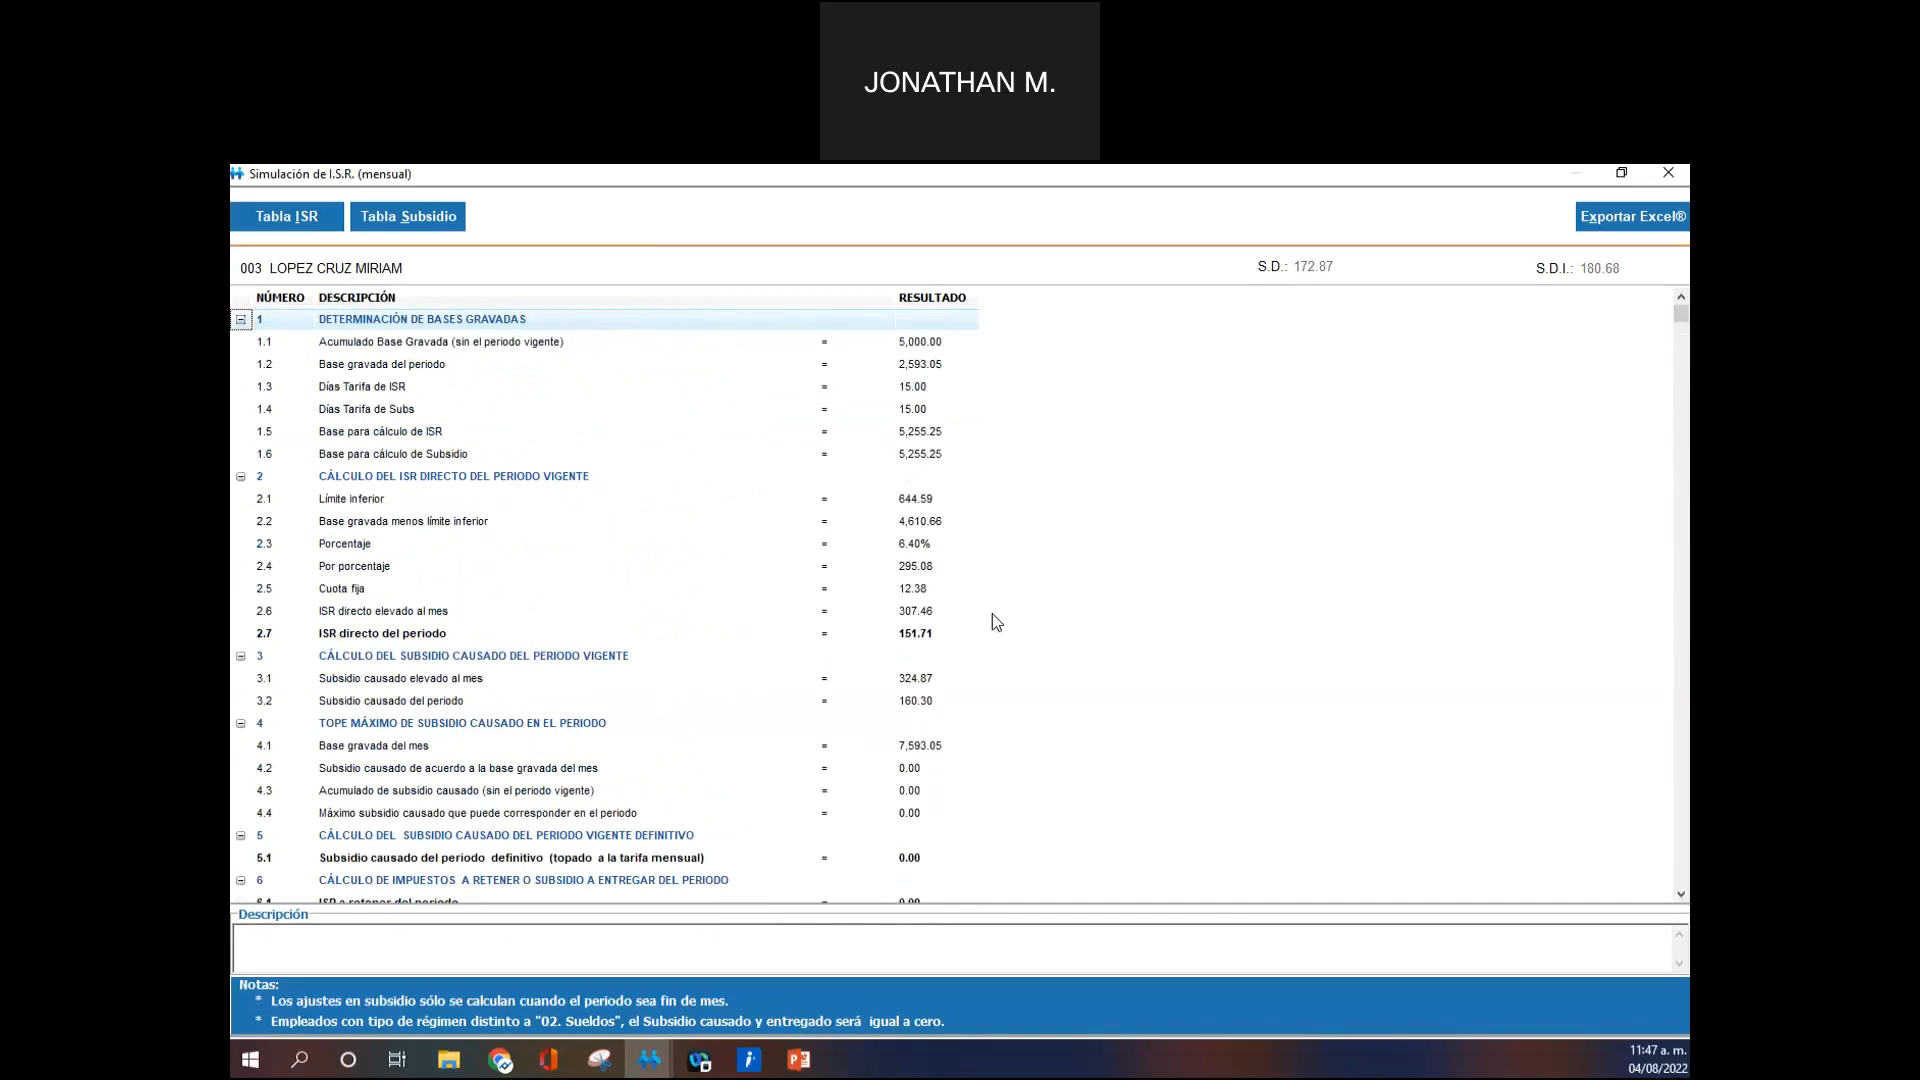 JONATHAN M.
Simulación de I.S.R. (mensual)
Tabla ISR Tabla Subsidio Exportar Excel®
003 LOPEZ CRUZ MIRIAM S.D.: 172.87 S.D.I.: 180.68
NÚMERO DESCRIPCIÓN RESULTADO
1 DETERMINACIÓN DE BASES GRAVADAS
1.1 Acumulado Base Gravada (sin el periodo vigente) = 5,000.00
1.2 Base gravada del periodo = 2,593.05
1.3 Días Tarifa de ISR = 15.00
1.4 Días Tarifa de Subs = 15.00
1.5 Base para cálculo de ISR = 5,255.25
1.6 Base para cálculo de Subsidio = 5,255.25
2 CÁLCULO DEL ISR DIRECTO DEL PERIODO VIGENTE
2.1 Límite inferior = 644.59
2.2 Base gravada menos límite inferior = 4,610.66
2.3 Porcentaje = 6.40%
2.4 Por porcentaje = 295.08
2.5 Cuota fija = 12.38
2.6 ISR directo elevado al mes = 307.46
2.7 ISR directo del periodo = 151.71
3 CÁLCULO DEL SUBSIDIO CAUSADO DEL PERIODO VIGENTE
3.1 Subsidio causado elevado al mes = 324.87
3.2 Subsidio causado del periodo = 160.30
4 TOPE MÁXIMO DE SUBSIDIO CAUSADO EN EL PERIODO
4.1 Base gravada del mes = 7,593.05
4.2 Subsidio causado de acuerdo a la base gravada del mes = 0.00
4.3 Acumulado de subsidio causado (sin el periodo vigente) = 0.00
4.4 Máximo subsidio causado que puede corresponder en el periodo = 0.00
5 CÁLCULO DEL SUBSIDIO CAUSADO DEL PERIODO VIGENTE DEFINITIVO
5.1 Subsidio causado del periodo definitivo (topado a la tarifa mensual) = 0.00
6 CÁLCULO DE IMPUESTOS A RETENER O SUBSIDIO A ENTREGAR DEL PERIODO
6.1 ISR a retener del periodo = 0.00
Descripción
Notas:
* Los ajustes en subsidio sólo se calculan cuando el periodo sea fin de mes.
* Empleados con tipo de régimen distinto a "02. Sueldos", el Subsidio causado y entregado será igual a cero.
11:47 a. m.
04/08/2022